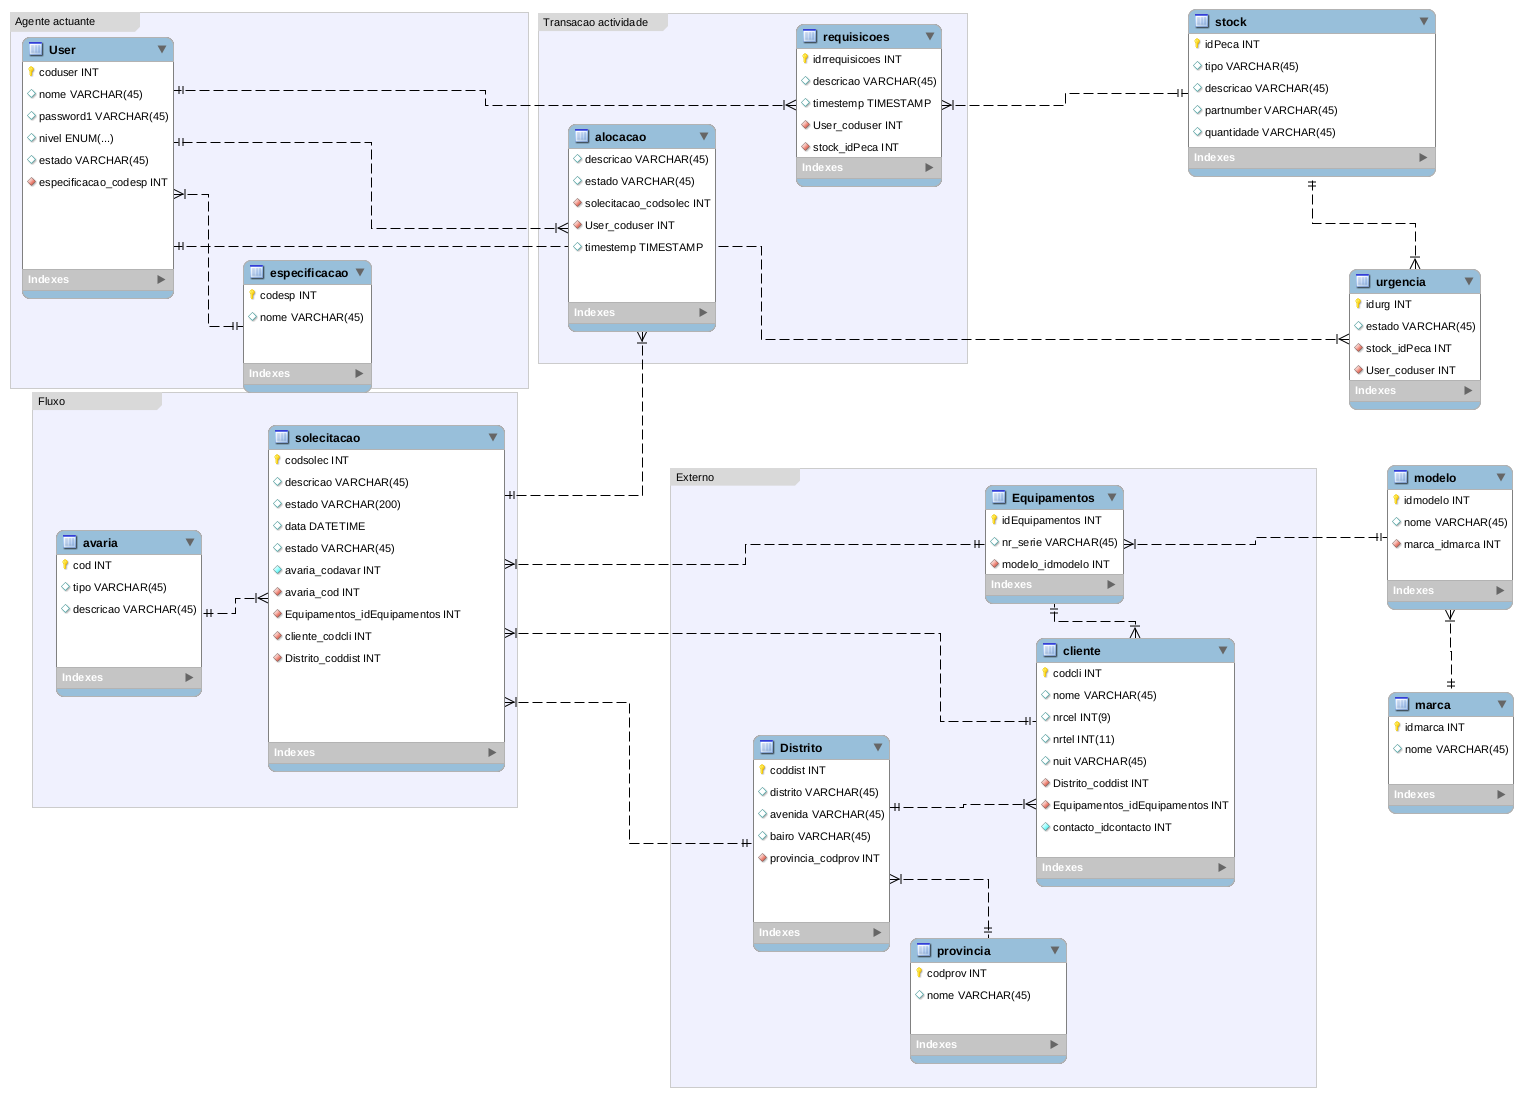 Agente actuante
User
coduser INT
nome VARCHAR(45)
password1 VARCHAR(45)
nivel ENUM(...)
estado VARCHAR(45)
especificacao_codesp INT
Indexes
especificacao
codesp INT
nome VARCHAR(45)
Indexes
Transacao actividade
requisicoes
idrrequisicoes INT
descricao VARCHAR(45)
timestemp TIMESTAMP
User_coduser INT
stock_idPeca INT
Indexes
alocacao
descricao VARCHAR(45)
estado VARCHAR(45)
solecitacao_codsolec INT
User_coduser INT
timestemp TIMESTAMP
Indexes
stock
idPeca INT
tipo VARCHAR(45)
descricao VARCHAR(45)
partnumber VARCHAR(45)
quantidade VARCHAR(45)
Indexes
urgencia
idurg INT
estado VARCHAR(45)
stock_idPeca INT
User_coduser INT
Indexes
Fluxo
solecitacao
codsolec INT
descricao VARCHAR(45)
estado VARCHAR(200)
data DATETIME
estado VARCHAR(45)
avaria_codavar INT
avaria_cod INT
Equipamentos_idEquipamentos INT
cliente_codcli INT
Distrito_coddist INT
Indexes
avaria
cod INT
tipo VARCHAR(45)
descricao VARCHAR(45)
Indexes
Externo
Equipamentos
idEquipamentos INT
nr_serie VARCHAR(45)
modelo_idmodelo INT
Indexes
cliente
codcli INT
nome VARCHAR(45)
nrcel INT(9)
nrtel INT(11)
nuit VARCHAR(45)
Distrito_coddist INT
Equipamentos_idEquipamentos INT
contacto_idcontacto INT
Indexes
Distrito
coddist INT
distrito VARCHAR(45)
avenida VARCHAR(45)
bairo VARCHAR(45)
provincia_codprov INT
Indexes
provincia
codprov INT
nome VARCHAR(45)
Indexes
modelo
idmodelo INT
nome VARCHAR(45)
marca_idmarca INT
Indexes
marca
idmarca INT
nome VARCHAR(45)
Indexes